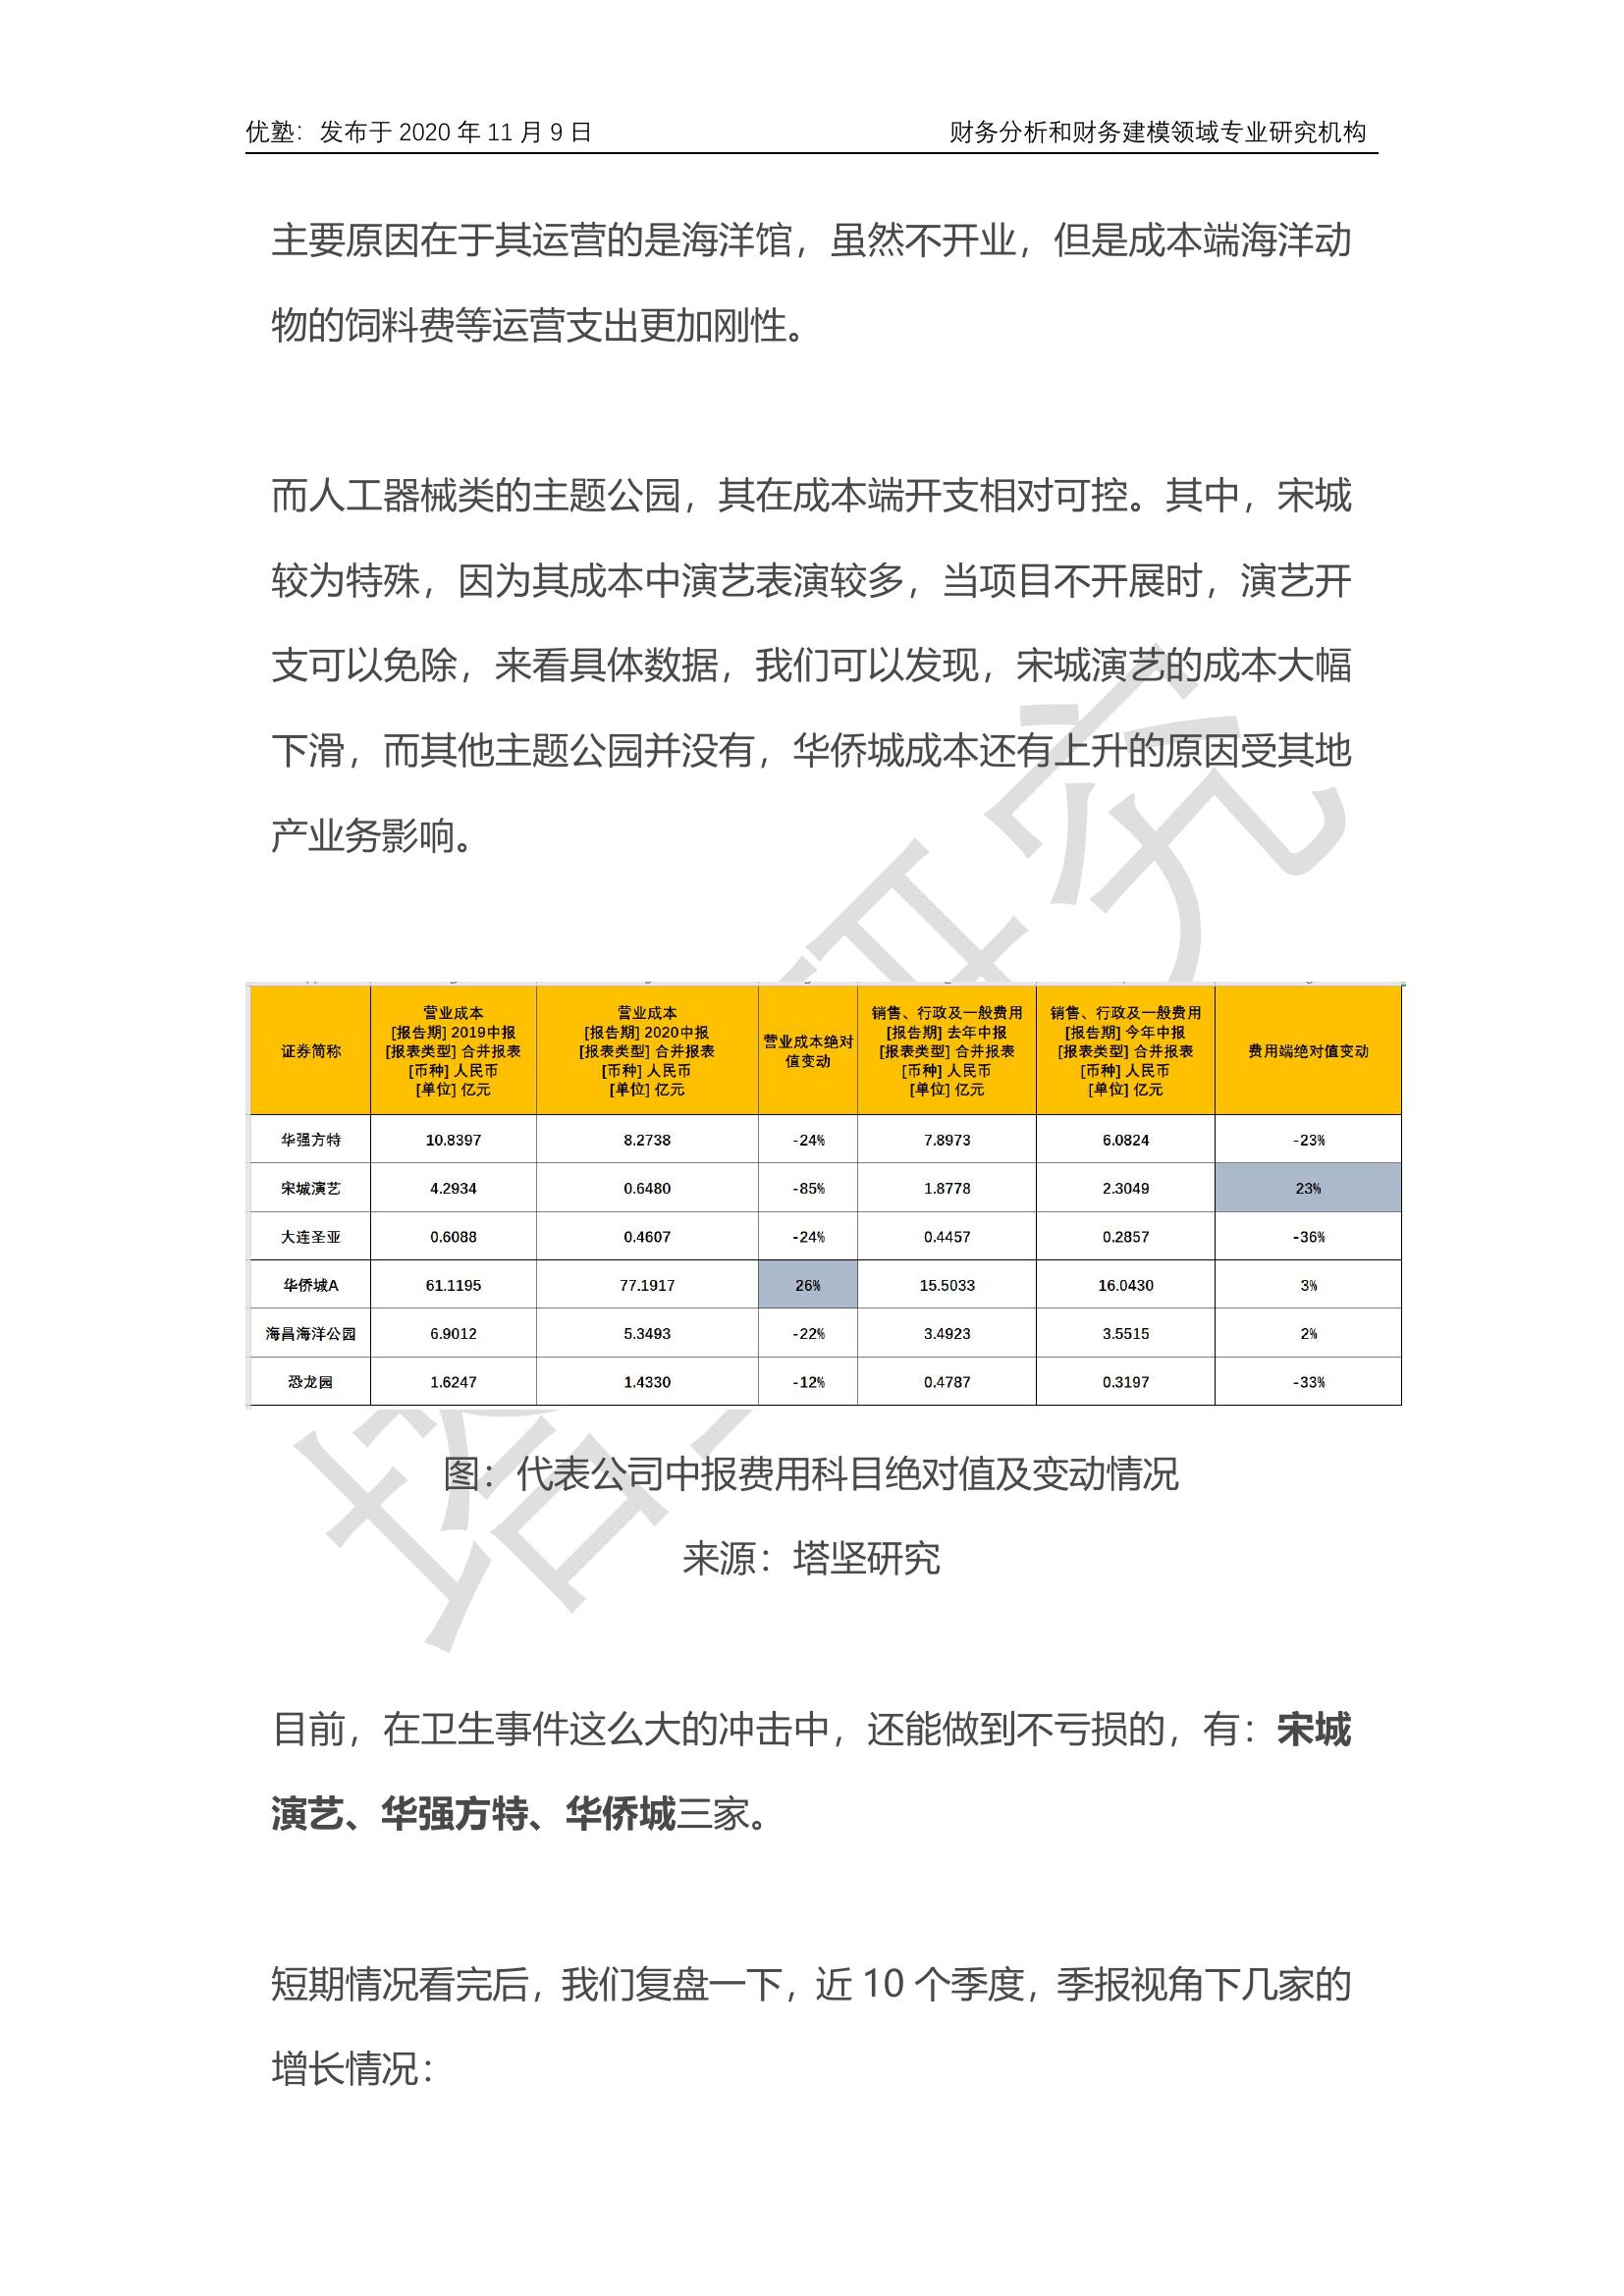 优塾：发布于 2020 年 11 月 9 日 财务分析和财务建模领域专业研究机构
主要原因在于其运营的是海洋馆，虽然不开业，但是成本端海洋动
物的饲料费等运营支出更加刚性。
而人工器械类的主题公园，其在成本端开支相对可控。其中，宋城
较为特殊，因为其成本中演艺表演较多，当项目不开展时，演艺开
支可以免除，来看具体数据，我们可以发现，宋城演艺的成本大幅
下滑，而其他主题公园并没有，华侨城成本还有上升的原因受其地
产业务影响。
证券简称 营业成本 [报告期] 2019中报 [报表类型] 合并报表 [币种] 人民币 [单位] 亿元 营业成本 [报告期] 2020中报 [报表类型] 合并报表 [币种] 人民币 [单位] 亿元 营业成本绝对值变动 销售、行政及一般费用 [报告期] 去年中报 [报表类型] 合并报表 [币种] 人民币 [单位] 亿元 销售、行政及一般费用 [报告期] 今年中报 [报表类型] 合并报表 [币种] 人民币 [单位] 亿元 费用端绝对值变动
华强方特 10.8397 8.2738 -24% 7.8973 6.0824 -23%
宋城演艺 4.2934 0.6480 -85% 1.8778 2.3049 23%
大连圣亚 0.6088 0.4607 -24% 0.4457 0.2857 -36%
华侨城A 61.1195 77.1917 26% 15.5033 16.0430 3%
海昌海洋公园 6.9012 5.3493 -22% 3.4923 3.5515 2%
恐龙园 1.6247 1.4330 -12% 0.4787 0.3197 -33%
图：代表公司中报费用科目绝对值及变动情况
来源：塔坚研究
目前，在卫生事件这么大的冲击中，还能做到不亏损的，有：宋城
演艺、华强方特、华侨城三家。
短期情况看完后，我们复盘一下，近 10 个季度，季报视角下几家的
增长情况：